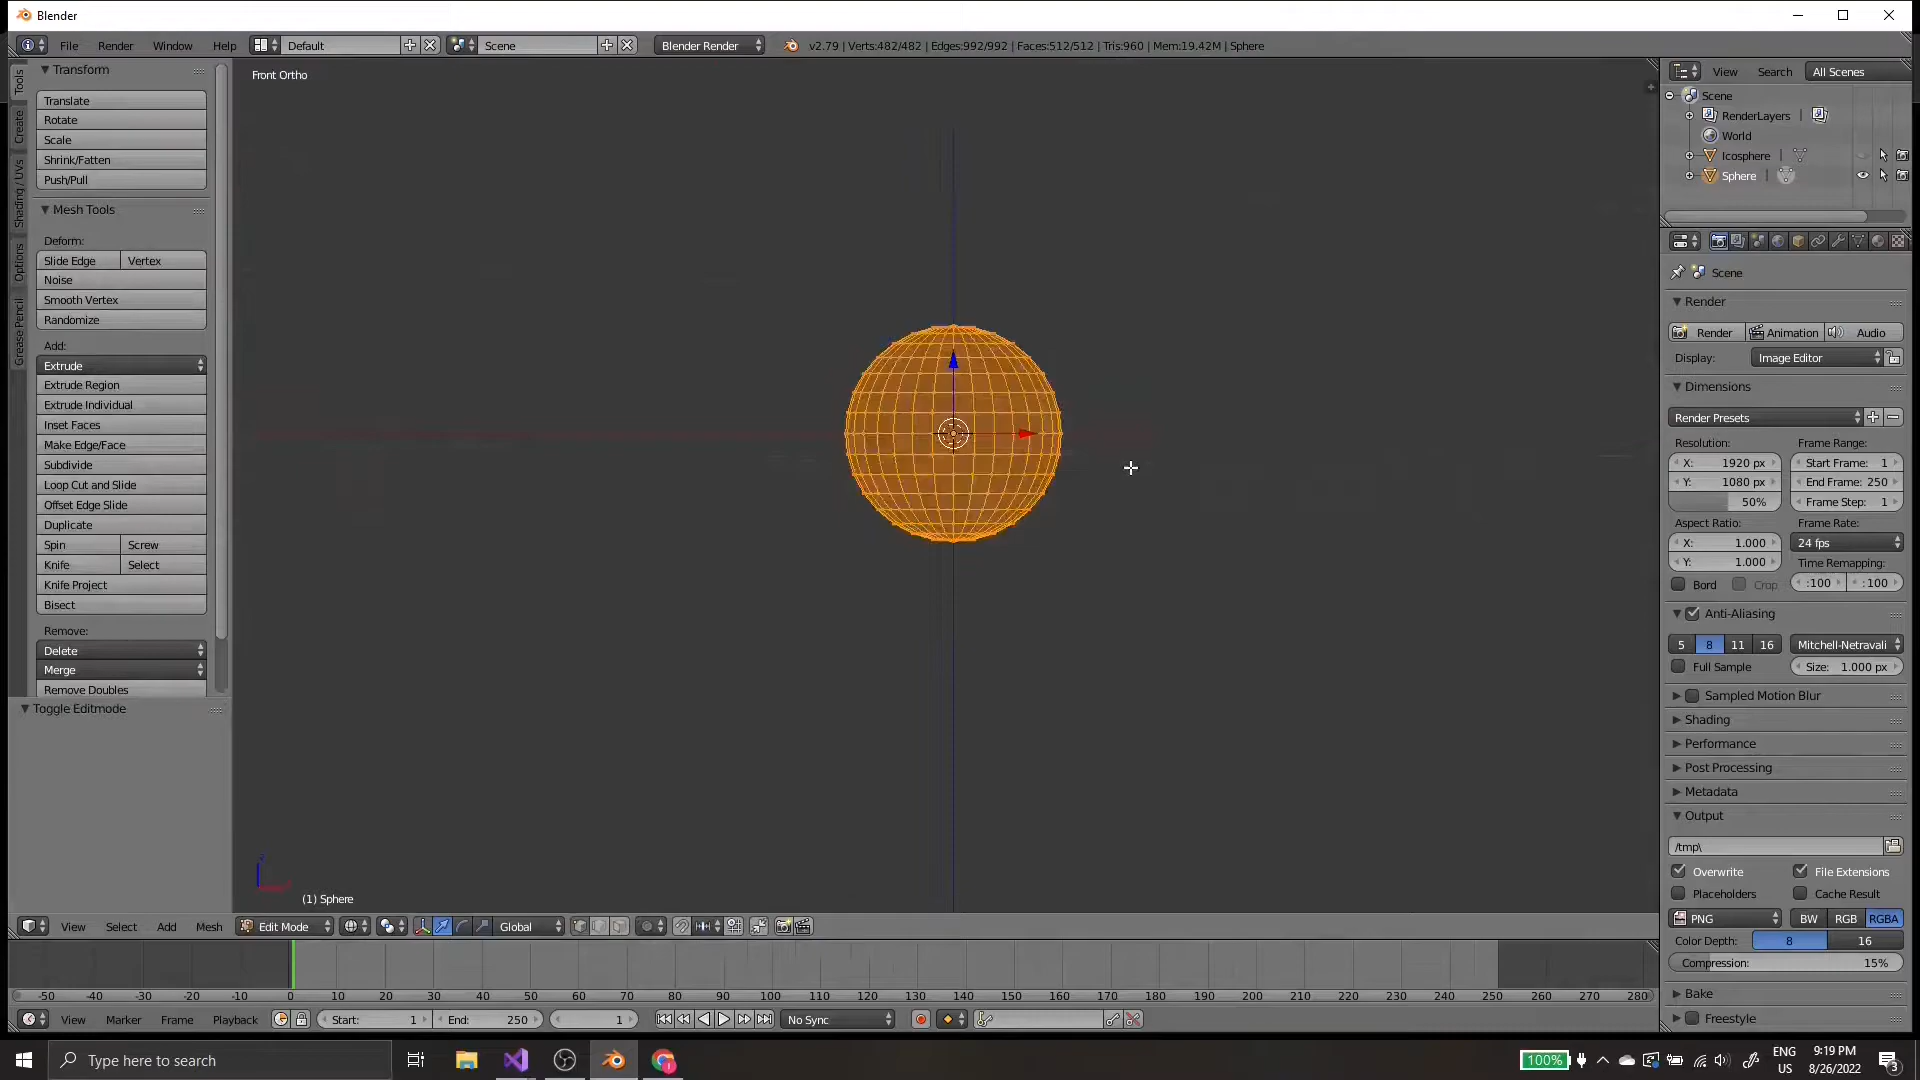 Blender
File Render Window Help Default Scene Blender Render v2.79 | Verts:482/482 | Edges:992/992 | Faces:512/512 | Tris:960 | Mem:19.42M | Sphere
Tools
Create
Shading / UVs
Options
Grease Pencil
Transform
Translate
Rotate
Scale
Shrink/Fatten
Push/Pull
Mesh Tools
Deform:
Slide Edge Vertex
Noise
Smooth Vertex
Randomize
Add:
Extrude
Extrude Region
Extrude Individual
Inset Faces
Make Edge/Face
Subdivide
Loop Cut and Slide
Offset Edge Slide
Duplicate
Spin Screw
Knife Select
Knife Project
Bisect
Remove:
Delete
Merge
Remove Doubles
Toggle Editmode
Front Ortho
(1) Sphere
View Select Add Mesh Edit Mode Global
-50 -40 -30 -20 -10 0 10 20 30 40 50 60 70 80 90 100 110 120 130 140 150 160 170 180 190 200 210 220 230 240 250 260 270 280
View Marker Frame Playback Start: 1 End: 250 1 No Sync
View Search All Scenes
Scene
RenderLayers
World
Icosphere
Sphere
Scene
Render
Render Animation Audio
Display: Image Editor
Dimensions
Render Presets
Resolution: Frame Range:
X: 1920 px Start Frame: 1
Y: 1080 px End Frame: 250
50% Frame Step: 1
Aspect Ratio: Frame Rate:
X: 1.000 24 fps
Y: 1.000 Time Remapping:
Bord Crop :100 :100
Anti-Aliasing
5 8 11 16 Mitchell-Netravali
Full Sample Size: 1.000 px
Sampled Motion Blur
Shading
Performance
Post Processing
Metadata
Output
/tmp\
Overwrite File Extensions
Placeholders Cache Result
PNG BW RGB RGBA
Color Depth: 8 16
Compression: 15%
Bake
Freestyle
Type here to search
100%
ENG
US
9:19 PM
8/26/2022
3